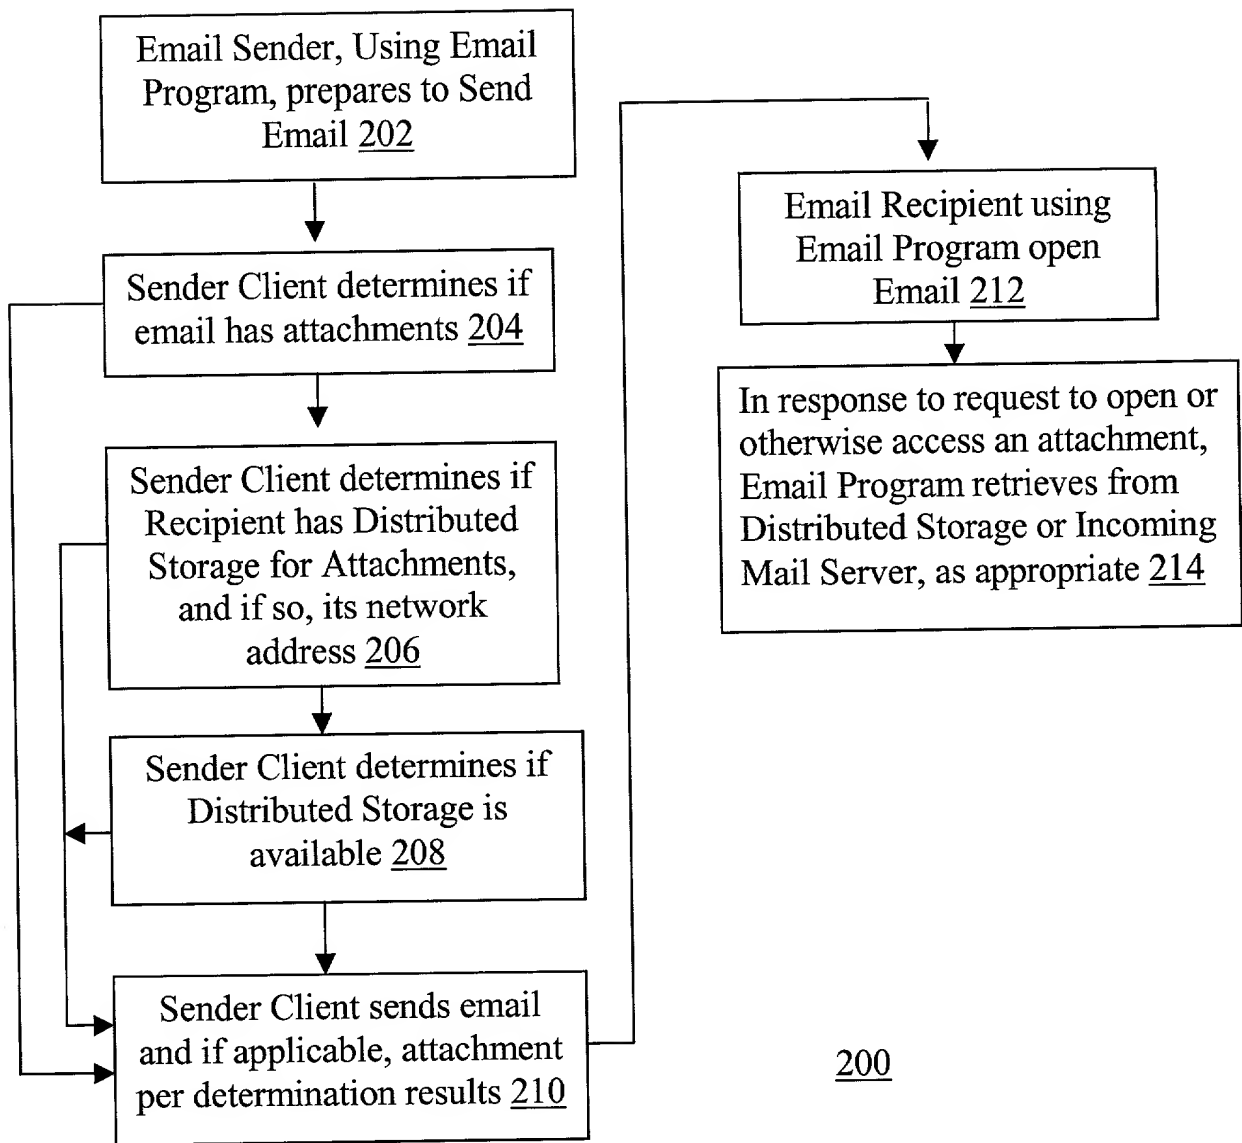 Email Sender, Using Email
Program, prepares to Send
Email 202
Sender Client determines if
email has attachments 204
Sender Client determines if
Recipient has Distributed
Storage for Attachments,
and if so, its network
address 206
Sender Client determines if
Distributed Storage is
available 208
Sender Client sends email
and if applicable, attachment
per determination results 210
Email Recipient using
Email Program open
Email 212
In response to request to open or
otherwise access an attachment,
Email Program retrieves from
Distributed Storage or Incoming
Mail Server, as appropriate 214
200